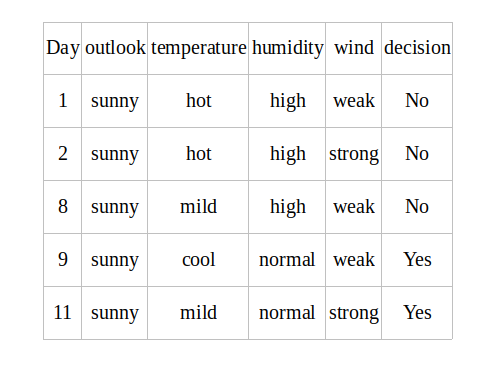 Day outlook temperature humidity wind decision
1 sunny hot high weak No
2 sunny hot high strong No
8 sunny mild high weak No
9 sunny cool normal weak Yes
11 sunny mild normal strong Yes